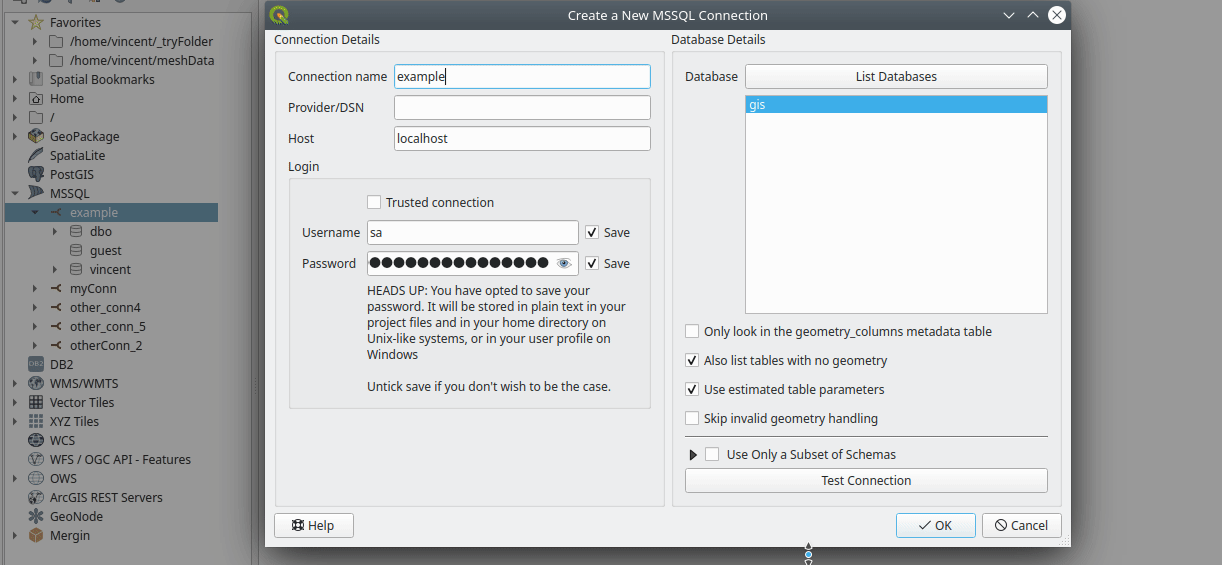 Favorites
/home/vincent/_tryFolder
/home/vincent/meshData
Spatial Bookmarks
Home
/
GeoPackage
SpatiaLite
PostGIS
MSSQL
example
dbo
guest
vincent
myConn
other_conn4
other_conn_5
otherConn_2
DB2
DB2
WMS/WMTS
Vector Tiles
XYZ Tiles
WCS
WFS / OGC API - Features
OWS
ArcGIS REST Servers
GeoNode
Mergin
Create a New MSSQL Connection
Connection Details
Connection name
example
Provider/DSN
Host
localhost
Login
Trusted connection
Username
sa
Save
Password
Save
HEADS UP: You have opted to save your
password. It will be stored in plain text in your
project files and in your home directory on
Unix-like systems, or in your user profile on
Windows
Untick save if you don't wish to be the case.
Database Details
Database
List Databases
gis
Only look in the geometry_columns metadata table
Also list tables with no geometry
Use estimated table parameters
Skip invalid geometry handling
Use Only a Subset of Schemas
Test Connection
Help
OK
Cancel